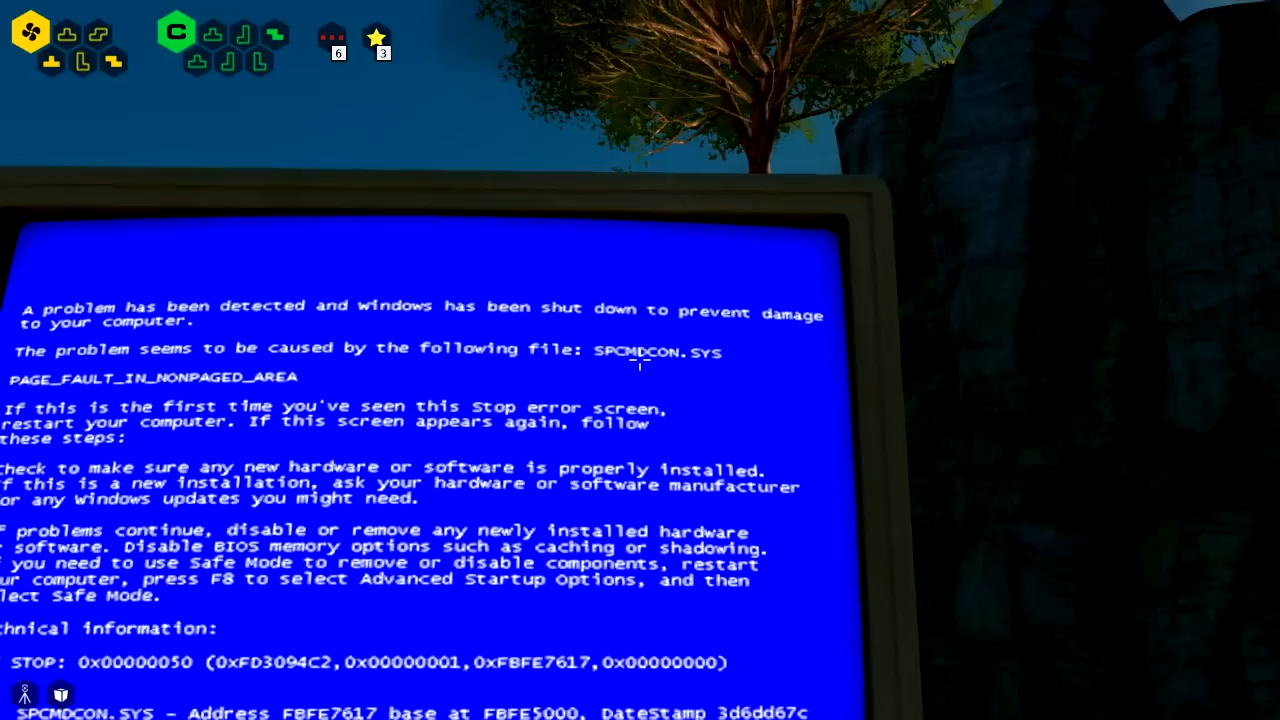 C
6
3
A problem has been detected and Windows has been shut down to prevent damage
to your computer.
The problem seems to be caused by the following file: SPCMDCON.SYS
PAGE_FAULT_IN_NONPAGED_AREA
If this is the first time you've seen this Stop error screen,
restart your computer. If this screen appears again, follow
these steps:
check to make sure any new hardware or software is properly installed.
f this is a new installation, ask your hardware or software manufacturer
or any Windows updates you might need.
f problems continue, disable or remove any newly installed hardware
software. Disable BIOS memory options such as caching or shadowing.
you need to use Safe Mode to remove or disable components, restart
ur computer, press F8 to select Advanced Startup Options, and then
lect Safe Mode.
chnical information:
STOP: 0x00000050 (0xFD3094C2,0x00000001,0xFBFE7617,0x00000000)
SPCMDCON.SYS - Address FBFE7617 base at FBFE5000, DateStamp 3d6dd67c